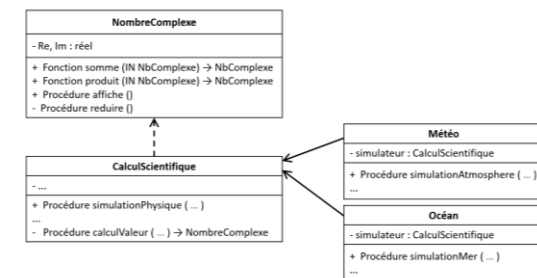 NombreComplexe
- Re, Im : réel
+ Fonction somme (IN NbComplexe) → NbComplexe
+ Fonction produit (IN NbComplexe) → NbComplexe
+ Procédure affiche ()
- Procédure reduire ()
CalculScientifique
- ...
+ Procédure simulationPhysique ( ... )
...
- Procédure calculValeur ( ... ) → NombreComplexe
Météo
- simulateur : CalculScientifique
+ Procédure simulationAtmosphere ( ... )
...
Océan
- simulateur : CalculScientifique
+ Procédure simulationMer ( ... )
...